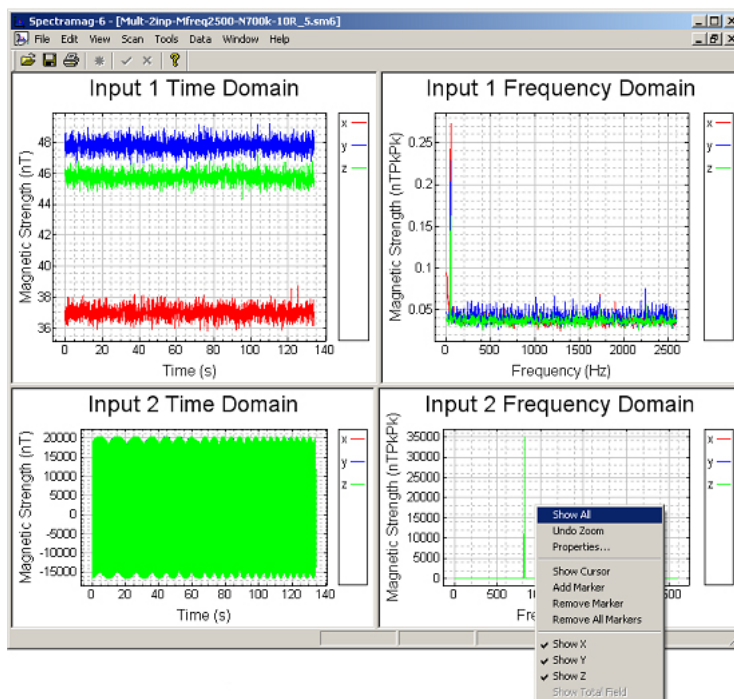 Spectramag-6 - [Mult-2inp-Mfreq2500-N700k-10R_5.sm6]
File Edit View Scan Tools Data Window Help
Input 1 Time Domain
Magnetic Strength (nT)
48
46
44
42
40
38
36
0 20 40 60 80 100 120 140
Time (s)
x
y
z
Input 1 Frequency Domain
Magnetic Strength (nTPkPk)
0.25
0.2
0.15
0.1
0.05
0 500 1000 1500 2000 2500
Frequency (Hz)
x
y
z
Input 2 Time Domain
Magnetic Strength (nT)
20000
15000
10000
5000
0
-5000
-10000
-15000
0 20 40 60 80 100 120 140
Time (s)
x
y
z
Input 2 Frequency Domain
Magnetic Strength (nTPkPk)
35000
30000
25000
20000
15000
10000
5000
0
0 500
x
y
z
Show All
Undo Zoom
Properties...
Show Cursor
Add Marker
Remove Marker
Remove All Markers
Show X
Show Y
Show Z
Show Total Field